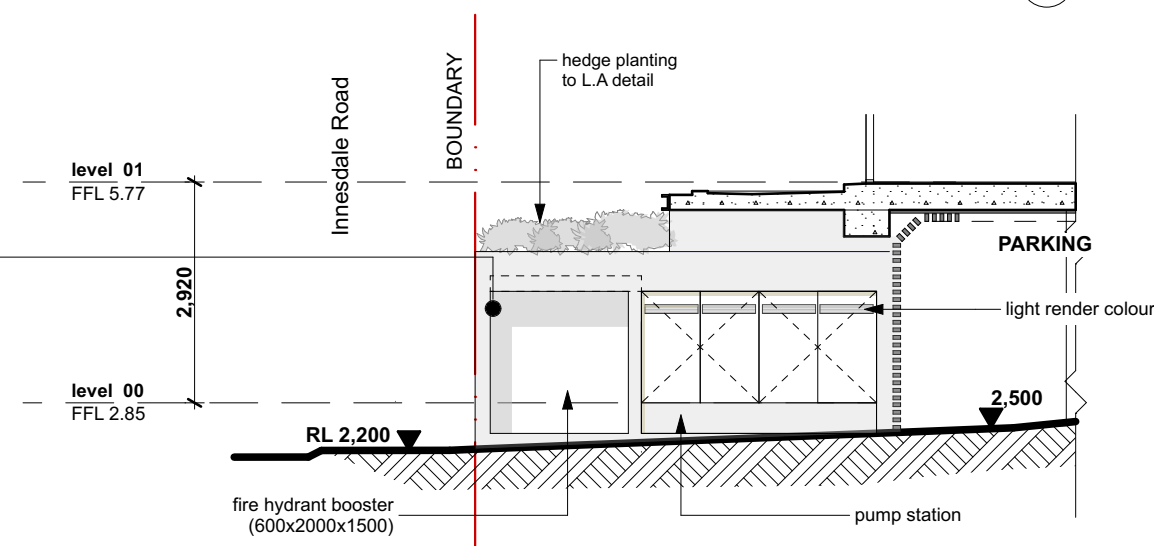 hedge planting
to L.A detail
BOUNDARY
Innesdale Road
level 01
FFL 5.77
PARKING
2,920
light render colour
level 00
FFL 2.85
2,500
RL 2,200
fire hydrant booster
(600x2000x1500)
pump station